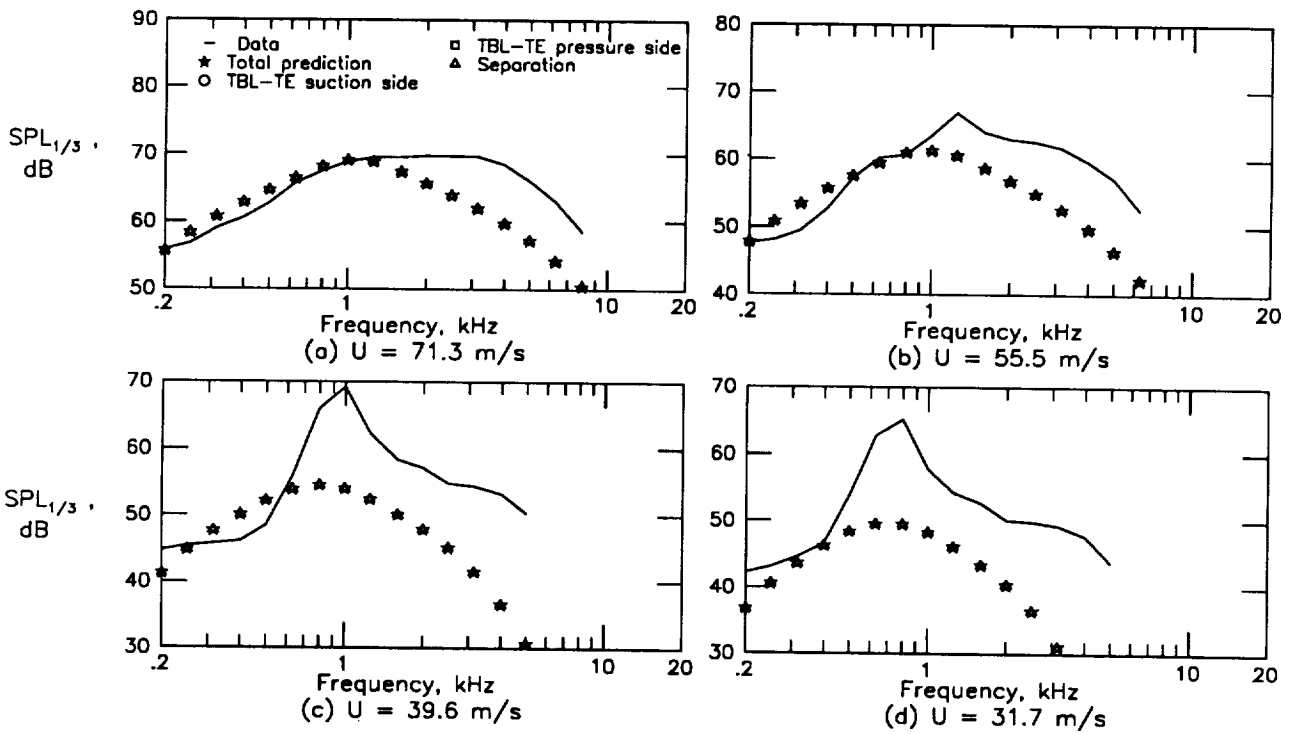 90
80
70
60
50
SPL1/3 ,
dB
— Data
★ Total prediction
○ TBL-TE suction side
□ TBL-TE pressure side
△ Separation
.2 1 10 20
Frequency, kHz
(a) U = 71.3 m/s
80
70
60
50
40
.2 1 10 20
Frequency, kHz
(b) U = 55.5 m/s
70
60
50
40
30
SPL1/3 ,
dB
.2 1 10 20
Frequency, kHz
(c) U = 39.6 m/s
70
60
50
40
30
.2 1 10 20
Frequency, kHz
(d) U = 31.7 m/s